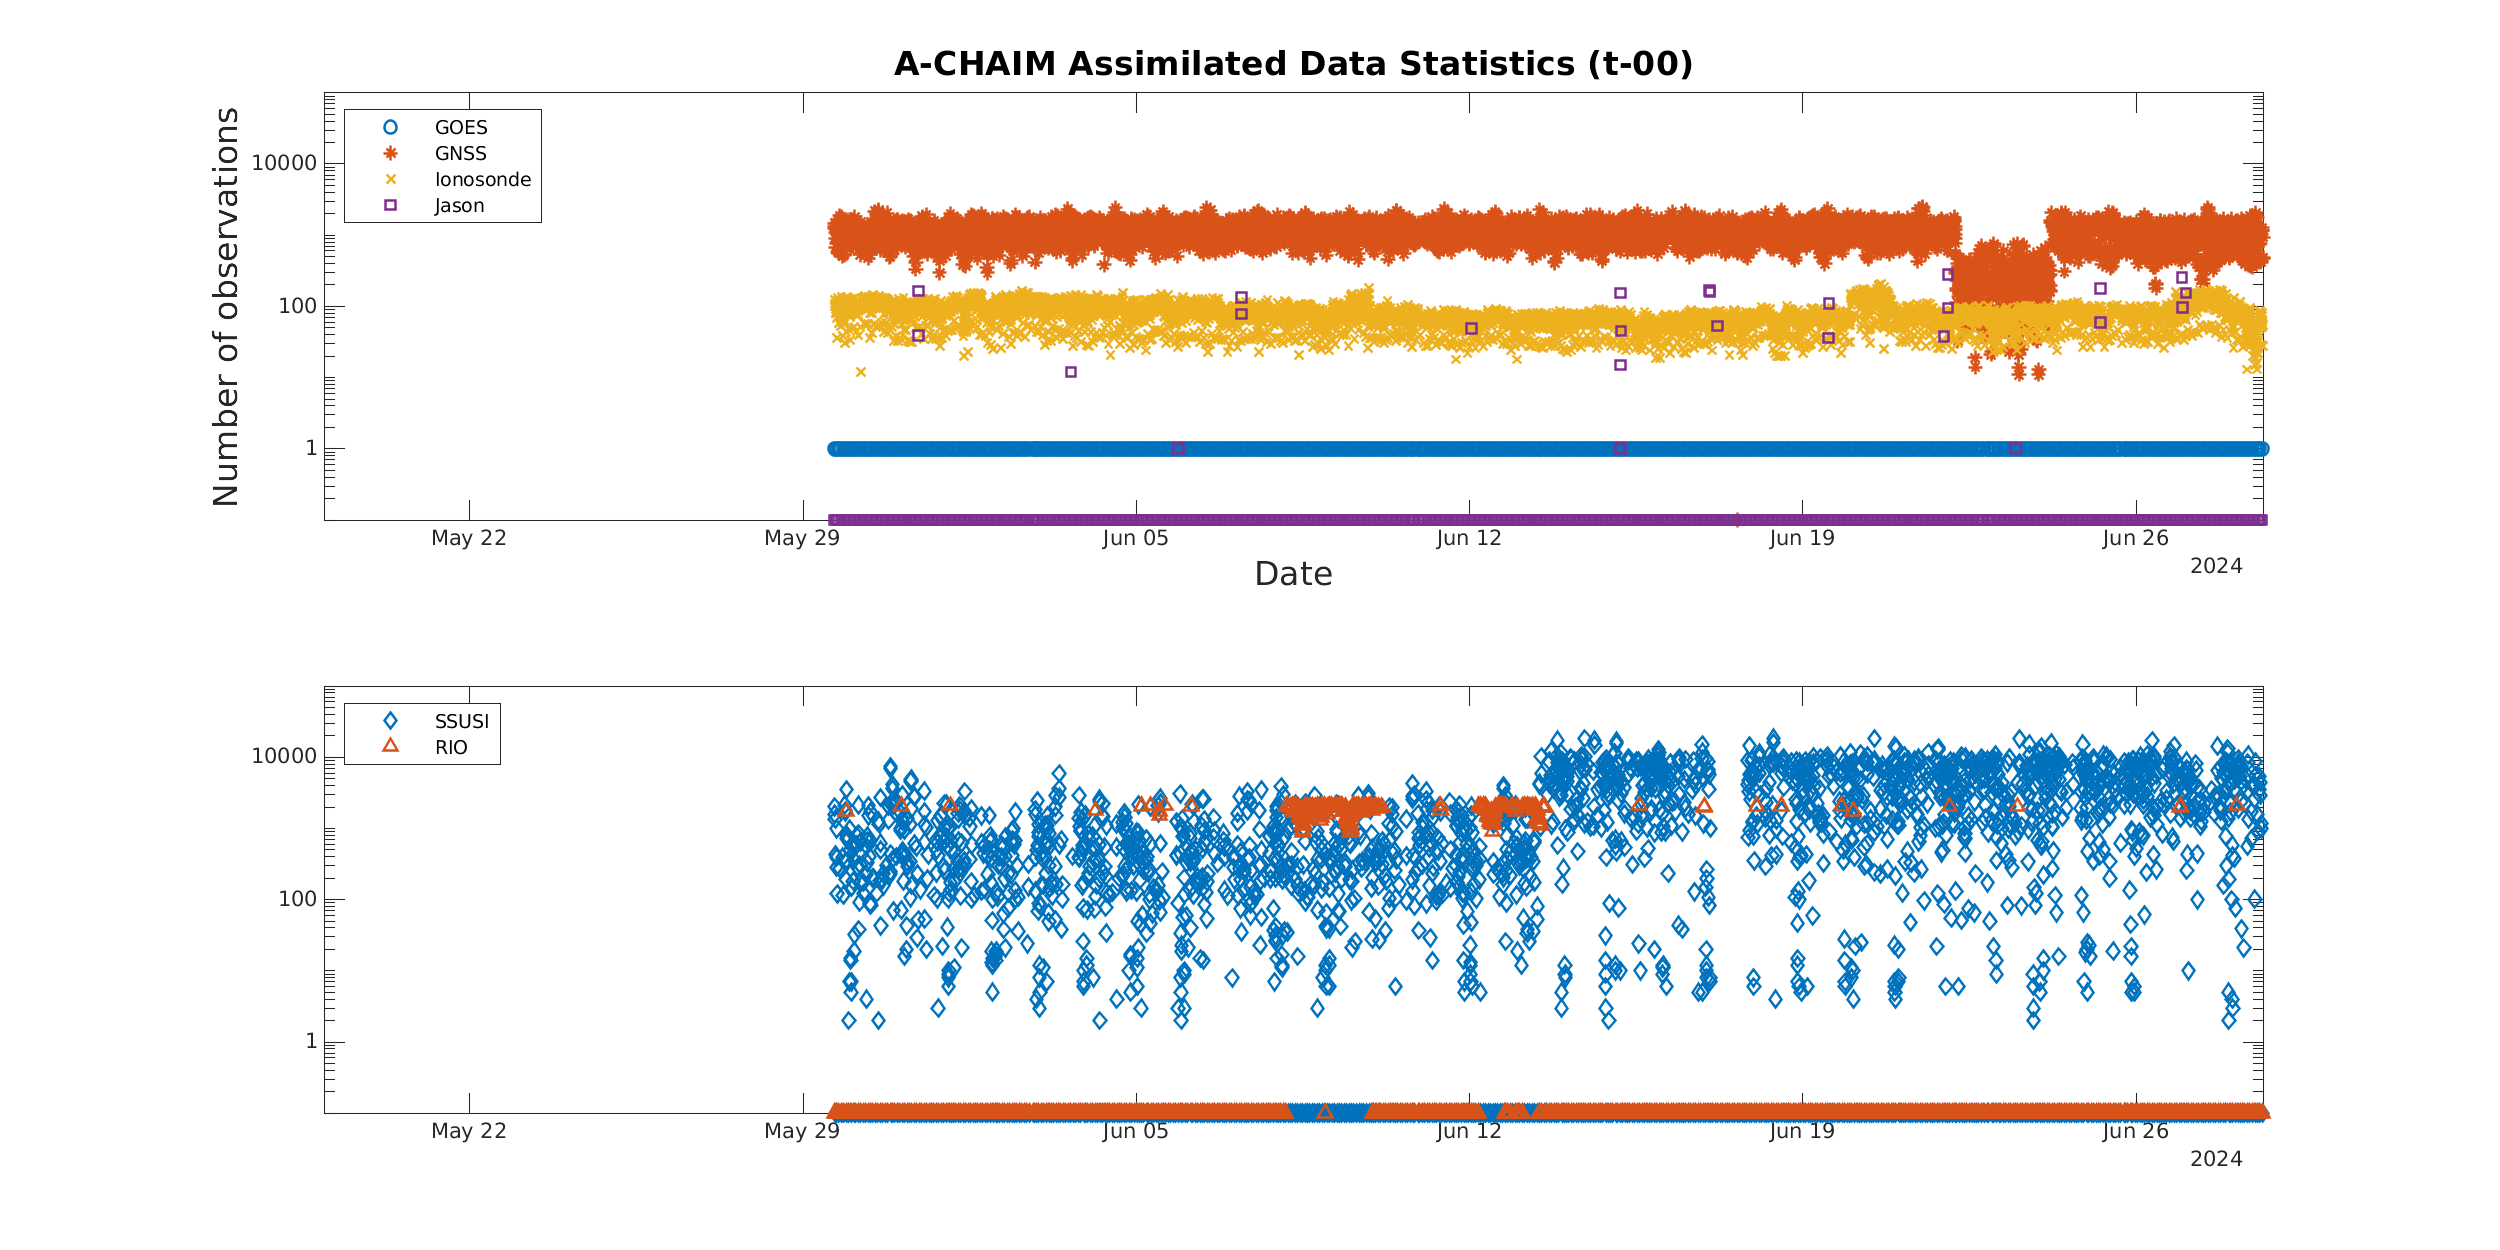 A-CHAIM Assimilated Data Statistics (t-00)
Number of observations
GOES
GNSS
Ionosonde
Jason
10000
100
1
May 22 May 29 Jun 05 Jun 12 Jun 19 Jun 26
2024
Date
SSUSI
RIO
10000
100
1
May 22 May 29 Jun 05 Jun 12 Jun 19 Jun 26
2024